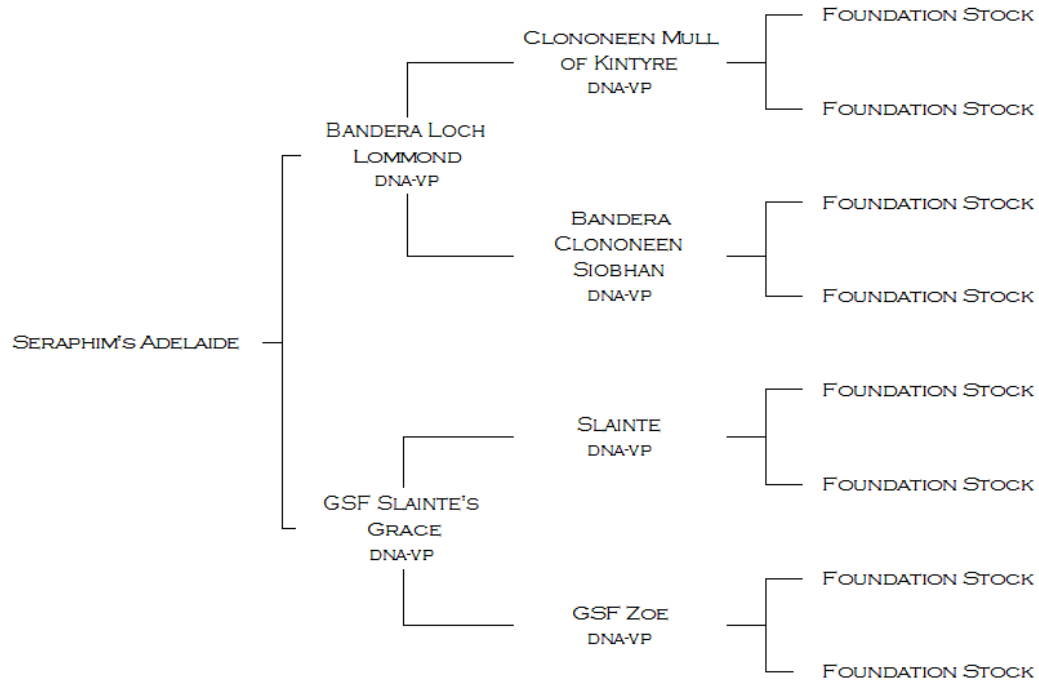 Foundation Stock
Clononeen Mull
of Kintyre
DNA-VP
Foundation Stock
Bandera Loch
Lommond
DNA-VP
Foundation Stock
Bandera
Clononeen
Siobhan
DNA-VP
Foundation Stock
Seraphim's Adelaide
Foundation Stock
Slainte
DNA-VP
Foundation Stock
GSF Slainte's
Grace
DNA-VP
Foundation Stock
GSF Zoe
DNA-VP
Foundation Stock